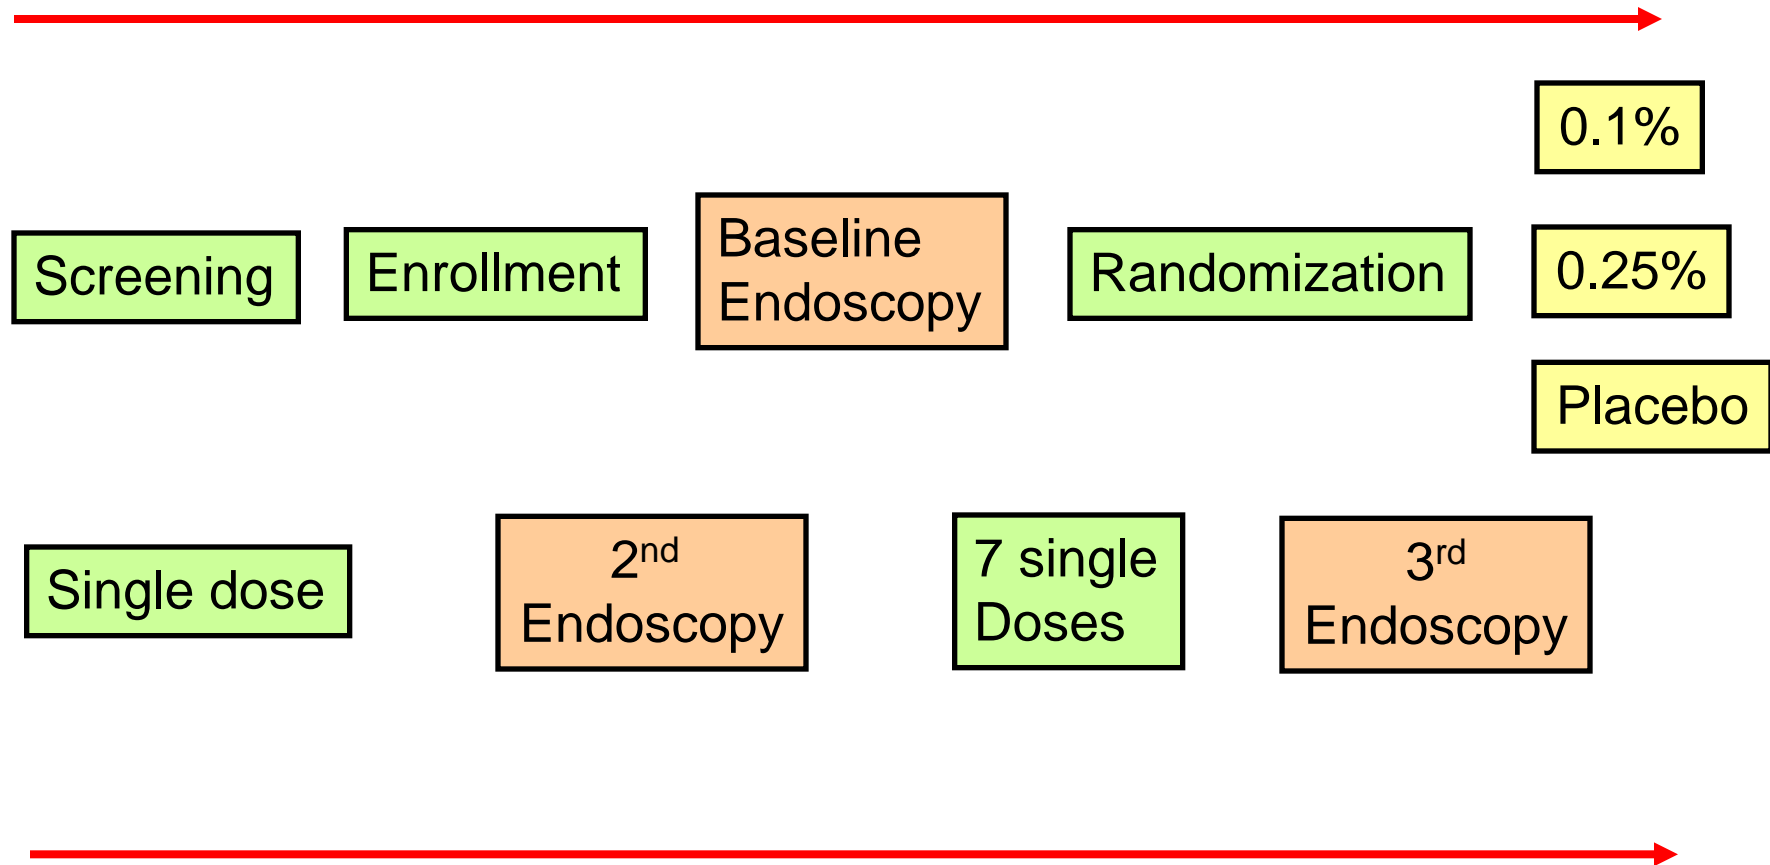 0.1%
Screening
Enrollment
Baseline
Endoscopy
Randomization
0.25%
Placebo
Single dose
2nd
Endoscopy
7 single
Doses
3rd
Endoscopy